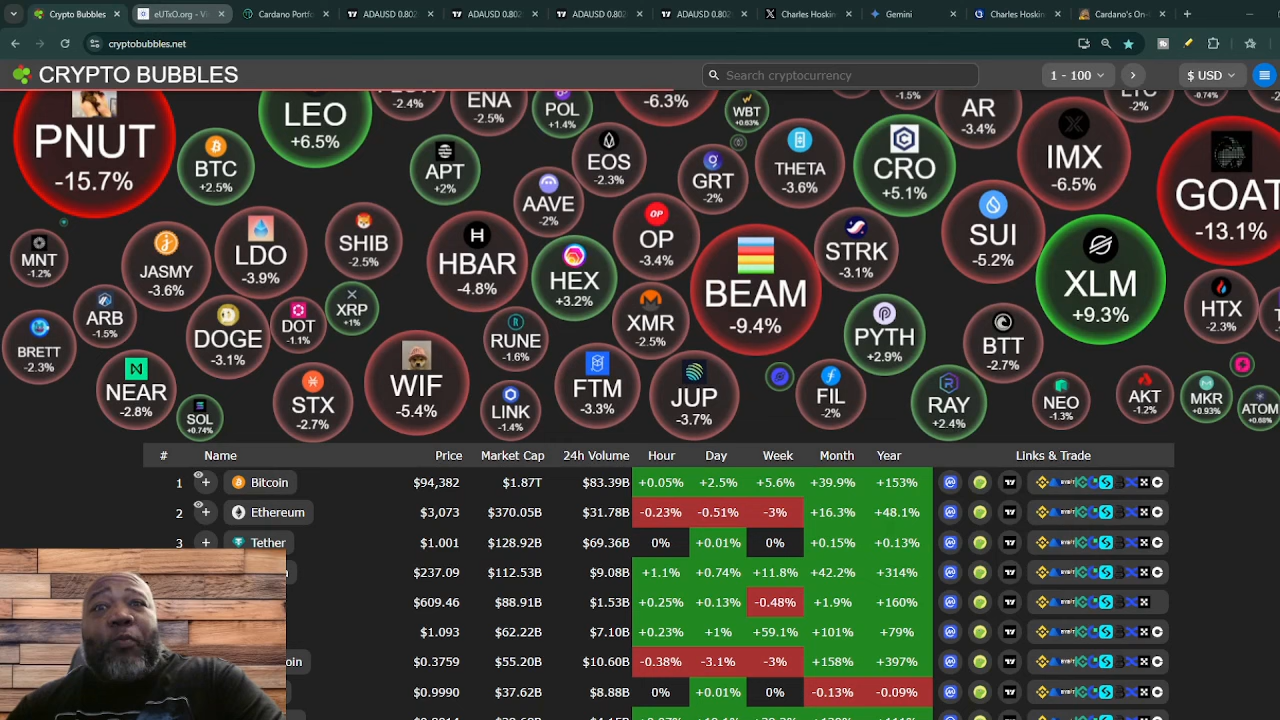 Crypto Bubbles
eUTxO.org - Vi
Cardano Portf
ADAUSD 0.802
ADAUSD 0.802
ADAUSD 0.802
ADAUSD 0.802
Charles Hoskin
Gemini
Charles Hoskin
Cardano's On-C
cryptobubbles.net
CRYPTO BUBBLES
Search cryptocurrency
1 - 100
$ USD
PNUT
-15.7%
BTC
+2.5%
LEO
+6.5%
-2.4%
ENA
-2.5%
POL
+1.4%
-6.3%
WBT
+0.63%
-1.5%
AR
-3.4%
LTC
-2%
-0.74%
APT
+2%
EOS
-2.3%
AAVE
-2%
GRT
-2%
THETA
-3.6%
CRO
+5.1%
IMX
-6.5%
GOAT
-13.1%
MNT
-1.2%
JASMY
-3.6%
LDO
-3.9%
SHIB
-2.5%
HBAR
-4.8%
HEX
+3.2%
OP
-3.4%
BEAM
-9.4%
STRK
-3.1%
SUI
-5.2%
XLM
+9.3%
HTX
-2.3%
BRETT
-2.3%
ARB
-1.5%
DOGE
-3.1%
DOT
-1.1%
XRP
+1%
RUNE
-1.6%
XMR
-2.5%
PYTH
+2.9%
BTT
-2.7%
NEAR
-2.8%
SOL
+0.74%
STX
-2.7%
WIF
-5.4%
LINK
-1.4%
FTM
-3.3%
JUP
-3.7%
FIL
-2%
RAY
+2.4%
NEO
-1.3%
AKT
-1.2%
MKR
+0.93%
ATOM
+0.68%
# Name Price Market Cap 24h Volume Hour Day Week Month Year Links & Trade
1 + Bitcoin $94,382 $1.87T $83.39B +0.05% +2.5% +5.6% +39.9% +153%
2 + Ethereum $3,073 $370.05B $31.78B -0.23% -0.51% -3% +16.3% +48.1%
3 + Tether $1.001 $128.92B $69.36B 0% +0.01% 0% +0.15% +0.13%
$237.09 $112.53B $9.08B +1.1% +0.74% +11.8% +42.2% +314%
$609.46 $88.91B $1.53B +0.25% +0.13% -0.48% +1.9% +160%
$1.093 $62.22B $7.10B +0.23% +1% +59.1% +101% +79%
oin $0.3759 $55.20B $10.60B -0.38% -3.1% -3% +158% +397%
$0.9990 $37.62B $8.88B 0% +0.01% 0% -0.13% -0.09%